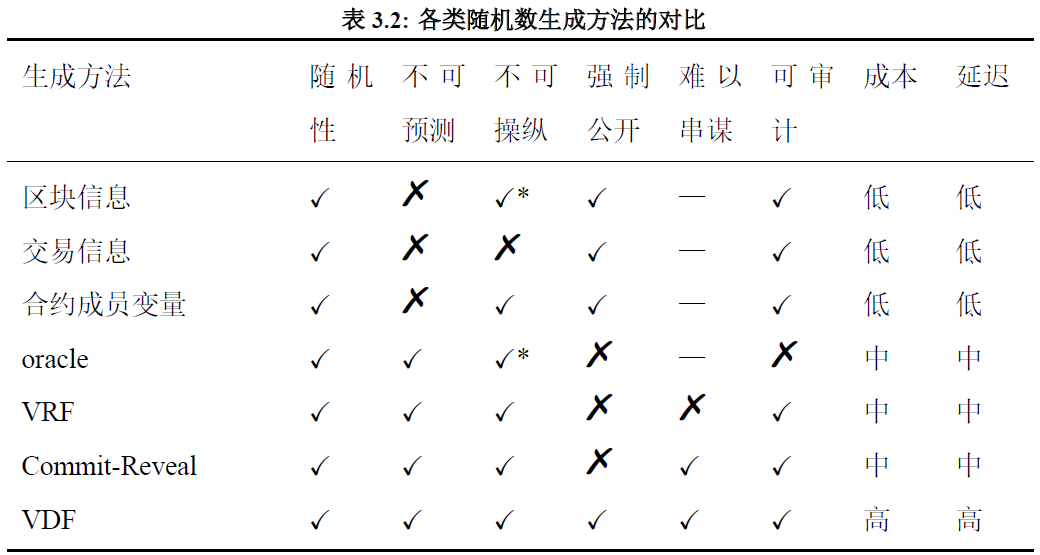 表 3.2: 各类随机数生成方法的对比
生成方法 随 机 不 可 不 可 强 制 难 以 可 审 成本 延迟
性 预测 操纵 公开 串谋 计
区块信息 ✓ ✗ ✓* ✓ — ✓ 低 低
交易信息 ✓ ✗ ✗ ✓ — ✓ 低 低
合约成员变量 ✓ ✗ ✓ ✓ — ✓ 低 低
oracle ✓ ✓ ✓* ✗ — ✗ 中 中
VRF ✓ ✓ ✓ ✗ ✗ ✓ 中 中
Commit-Reveal ✓ ✓ ✓ ✗ ✓ ✓ 中 中
VDF ✓ ✓ ✓ ✓ ✓ ✓ 高 高